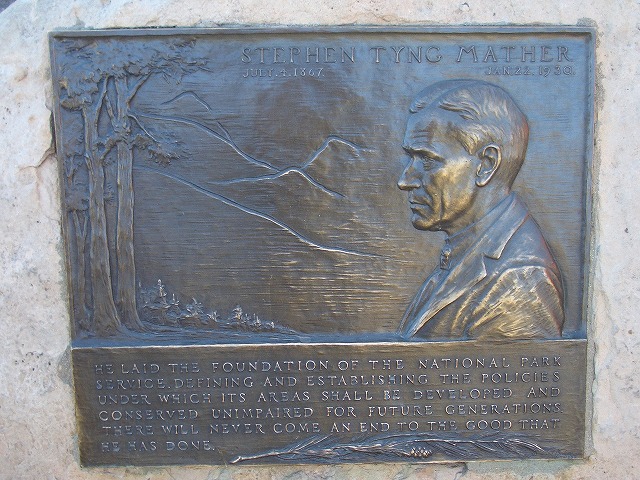 STEPHEN TYNG MATHER
JULY. 4. 1867. JAN. 22. 1930.
HE LAID THE FOUNDATION OF THE NATIONAL PARK
SERVICE, DEFINING AND ESTABLISHING THE POLICIES
UNDER WHICH ITS AREAS SHALL BE DEVELOPED AND
CONSERVED UNIMPAIRED FOR FUTURE GENERATIONS.
THERE WILL NEVER COME AN END TO THE GOOD THAT
HE HAS DONE.